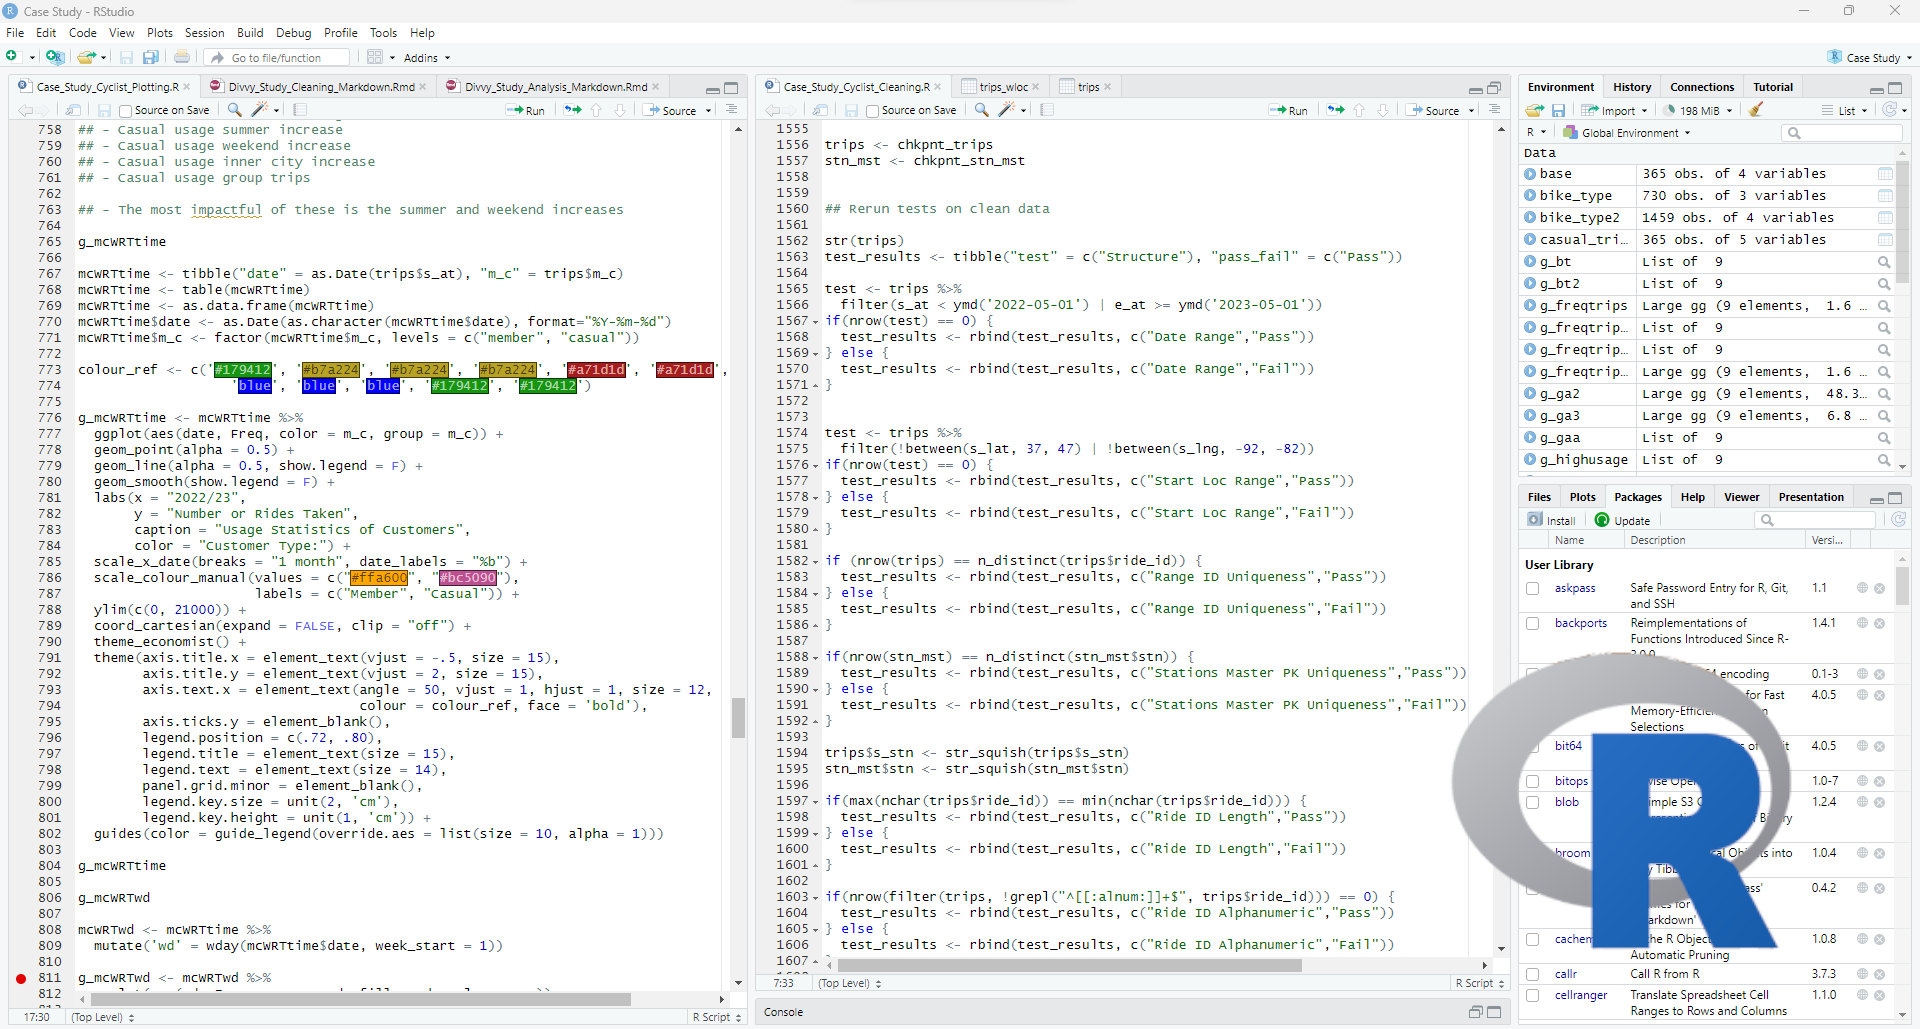 Case Study - RStudio
File Edit Code View Plots Session Build Debug Profile Tools Help
Go to file/function Addins Case Study
Case_Study_Cyclist_Plotting.R Divvy_Study_Cleaning_Markdown.Rmd Divvy_Study_Analysis_Markdown.Rmd
Source on Save Run Source
758 ## - Casual usage summer increase
759 ## - Casual usage weekend increase
760 ## - Casual usage inner city increase
761 ## - Casual usage group trips
762
763 ## - The most impactful of these is the summer and weekend increases
764
765 g_mcWRTtime
766
767 mcWRTtime <- tibble("date" = as.Date(trips$s_at), "m_c" = trips$m_c)
768 mcWRTtime <- table(mcWRTtime)
769 mcWRTtime <- as.data.frame(mcWRTtime)
770 mcWRTtime$date <- as.Date(as.character(mcWRTtime$date), format="%Y-%m-%d")
771 mcWRTtime$m_c <- factor(mcWRTtime$m_c, levels = c("member", "casual"))
772
773 colour_ref <- c('#179412', '#b7a224', '#b7a224', '#b7a224', '#a71d1d', '#a71d1d',
774 'blue', 'blue', 'blue', '#179412', '#179412')
775
776 g_mcWRTtime <- mcWRTtime %>%
777 ggplot(aes(date, Freq, color = m_c, group = m_c)) +
778 geom_point(alpha = 0.5) +
779 geom_line(alpha = 0.5, show.legend = F) +
780 geom_smooth(show.legend = F) +
781 labs(x = "2022/23",
782 y = "Number or Rides Taken",
783 caption = "Usage Statistics of Customers",
784 color = "Customer Type:") +
785 scale_x_date(breaks = "1 month", date_labels = "%b") +
786 scale_colour_manual(values = c("#ffa600", "#bc5090"),
787 labels = c("Member", "Casual")) +
788 ylim(c(0, 21000)) +
789 coord_cartesian(expand = FALSE, clip = "off") +
790 theme_economist() +
791 theme(axis.title.x = element_text(vjust = -.5, size = 15),
792 axis.title.y = element_text(vjust = 2, size = 15),
793 axis.text.x = element_text(angle = 50, vjust = 1, hjust = 1, size = 12,
794 colour = colour_ref, face = 'bold'),
795 axis.ticks.y = element_blank(),
796 legend.position = c(.72, .80),
797 legend.title = element_text(size = 15),
798 legend.text = element_text(size = 14),
799 panel.grid.minor = element_blank(),
800 legend.key.size = unit(2, 'cm'),
801 legend.key.height = unit(1, 'cm')) +
802 guides(color = guide_legend(override.aes = list(size = 10, alpha = 1)))
803
804 g_mcWRTtime
805
806 g_mcWRTwd
807
808 mcWRTwd <- mcWRTtime %>%
809 mutate('wd' = wday(mcWRTtime$date, week_start = 1))
810
811 g_mcWRTwd <- mcWRTwd %>%
812
17:30 (Top Level) R Script
Case_Study_Cyclist_Cleaning.R trips_wloc trips
Source on Save Run Source
1555
1556 trips <- chkpnt_trips
1557 stn_mst <- chkpnt_stn_mst
1558
1559
1560 ## Rerun tests on clean data
1561
1562 str(trips)
1563 test_results <- tibble("test" = c("Structure"), "pass_fail" = c("Pass"))
1564
1565 test <- trips %>%
1566 filter(s_at < ymd('2022-05-01') | e_at >= ymd('2023-05-01'))
1567 if(nrow(test) == 0) {
1568 test_results <- rbind(test_results, c("Date Range","Pass"))
1569 } else {
1570 test_results <- rbind(test_results, c("Date Range","Fail"))
1571 }
1572
1573
1574 test <- trips %>%
1575 filter(!between(s_lat, 37, 47) | !between(s_lng, -92, -82))
1576 if(nrow(test) == 0) {
1577 test_results <- rbind(test_results, c("Start Loc Range","Pass"))
1578 } else {
1579 test_results <- rbind(test_results, c("Start Loc Range","Fail"))
1580 }
1581
1582 if (nrow(trips) == n_distinct(trips$ride_id)) {
1583 test_results <- rbind(test_results, c("Range ID Uniqueness","Pass"))
1584 } else {
1585 test_results <- rbind(test_results, c("Range ID Uniqueness","Fail"))
1586 }
1587
1588 if(nrow(stn_mst) == n_distinct(stn_mst$stn)) {
1589 test_results <- rbind(test_results, c("Stations Master PK Uniqueness","Pass"))
1590 } else {
1591 test_results <- rbind(test_results, c("Stations Master PK Uniqueness","Fail"))
1592 }
1593
1594 trips$s_stn <- str_squish(trips$s_stn)
1595 stn_mst$stn <- str_squish(stn_mst$stn)
1596
1597 if(max(nchar(trips$ride_id)) == min(nchar(trips$ride_id))) {
1598 test_results <- rbind(test_results, c("Ride ID Length","Pass"))
1599 } else {
1600 test_results <- rbind(test_results, c("Ride ID Length","Fail"))
1601 }
1602
1603 if(nrow(filter(trips, !grepl("^[[:alnum:]]+$", trips$ride_id))) == 0) {
1604 test_results <- rbind(test_results, c("Ride ID Alphanumeric","Pass"))
1605 } else {
1606 test_results <- rbind(test_results, c("Ride ID Alphanumeric","Fail"))
1607
7:33 (Top Level) R Script
Console
Environment History Connections Tutorial
Import 198 MiB List
R Global Environment
Data
base 365 obs. of 4 variables
bike_type 730 obs. of 3 variables
bike_type2 1459 obs. of 4 variables
casual_tri… 365 obs. of 5 variables
g_bt List of 9
g_bt2 List of 9
g_freqtrips Large gg (9 elements, 1.6 …
g_freqtrip… List of 9
g_freqtrip… List of 9
g_freqtrip… Large gg (9 elements, 1.6 …
g_ga2 Large gg (9 elements, 48.3…
g_ga3 Large gg (9 elements, 6.8 …
g_gaa List of 9
g_highusage List of 9
Files Plots Packages Help Viewer Presentation
Install Update
Name Description Versi…
User Library
askpass Safe Password Entry for R, Git, 1.1
and SSH
backports Reimplementations of 1.4.1
Functions Introduced Since R-
encoding 0.1-3
for Fast 4.0.5
Selections
bit64 4.0.5
bitops 1.0-7
blob 1.2.4
broom into 1.0.4
0.4.2
1.0.8
Automatic Pruning
callr Call R from R 3.7.3
cellranger Translate Spreadsheet Cell 1.1.0
Ranges to Rows and Columns
R